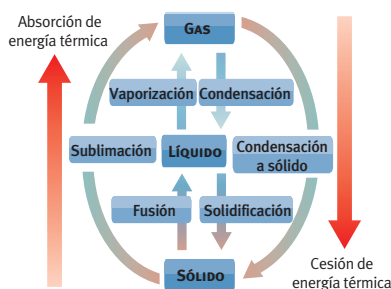 Absorción de
energía térmica
GAS
Vaporización
Condensación
Sublimación
LÍQUIDO
Condensación
a sólido
Fusión
Solidificación
SÓLIDO
Cesión de
energía térmica